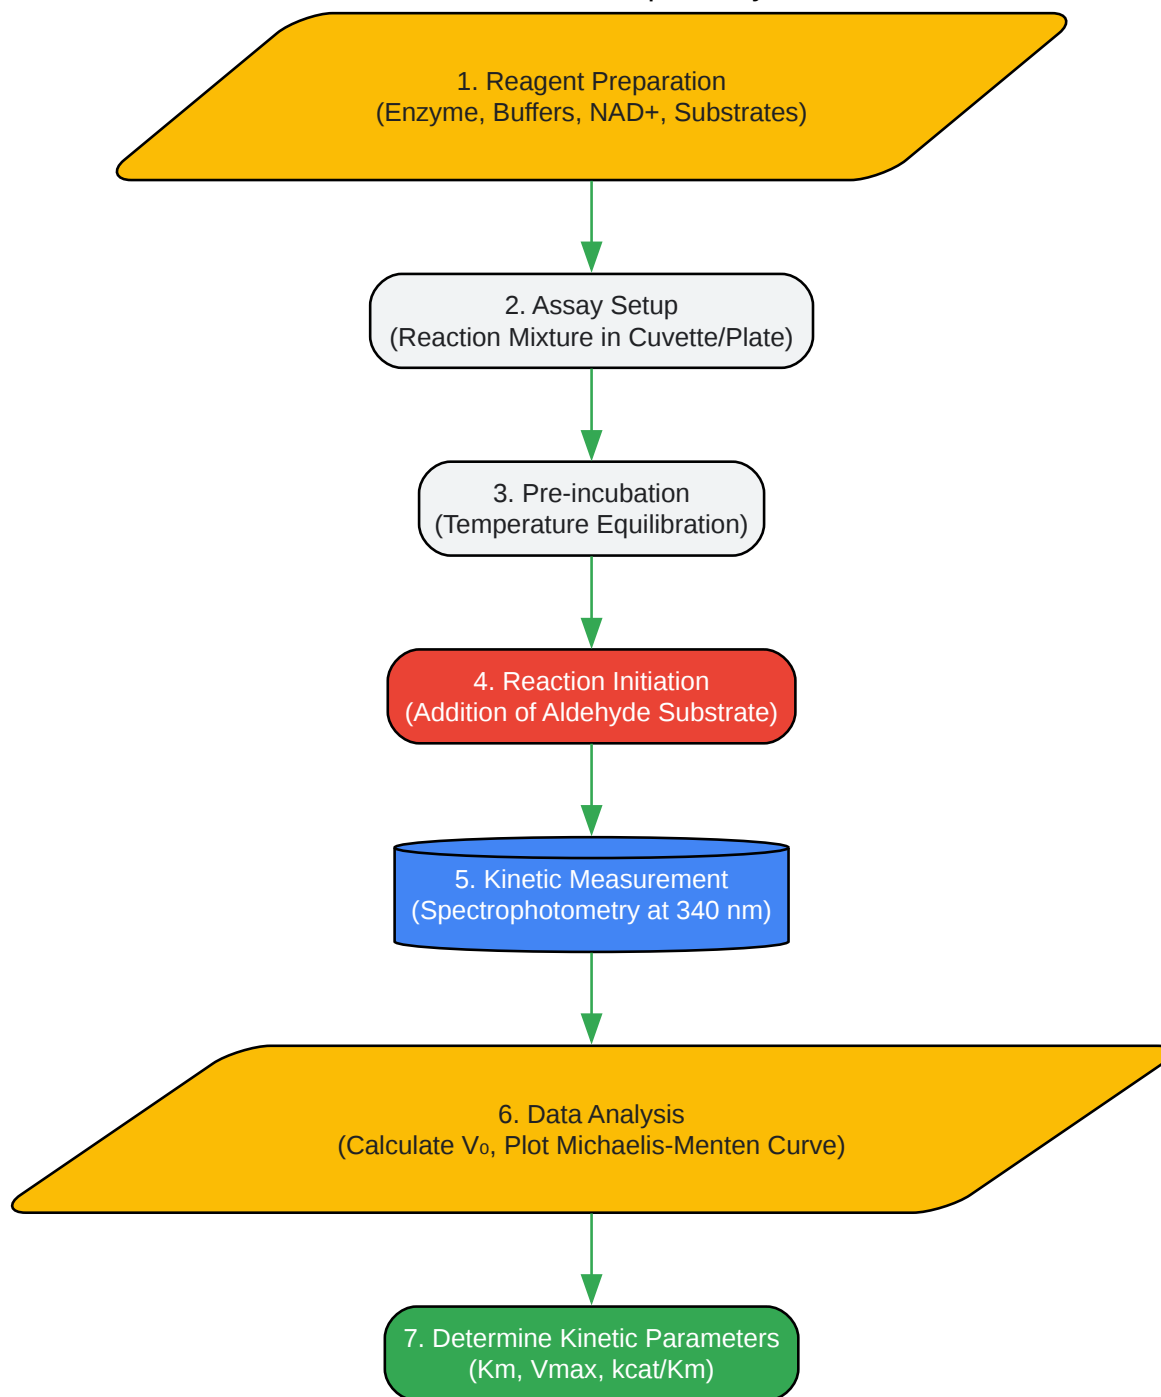 1. Reagent Preparation
(Enzyme, Buffers, NAD+, Substrates)
2. Assay Setup
(Reaction Mixture in Cuvette/Plate)
3. Pre-incubation
(Temperature Equilibration)
4. Reaction Initiation
(Addition of Aldehyde Substrate)
5. Kinetic Measurement
(Spectrophotometry at 340 nm)
6. Data Analysis
(Calculate V₀, Plot Michaelis-Menten Curve)
7. Determine Kinetic Parameters
(Km, Vmax, kcat/Km)